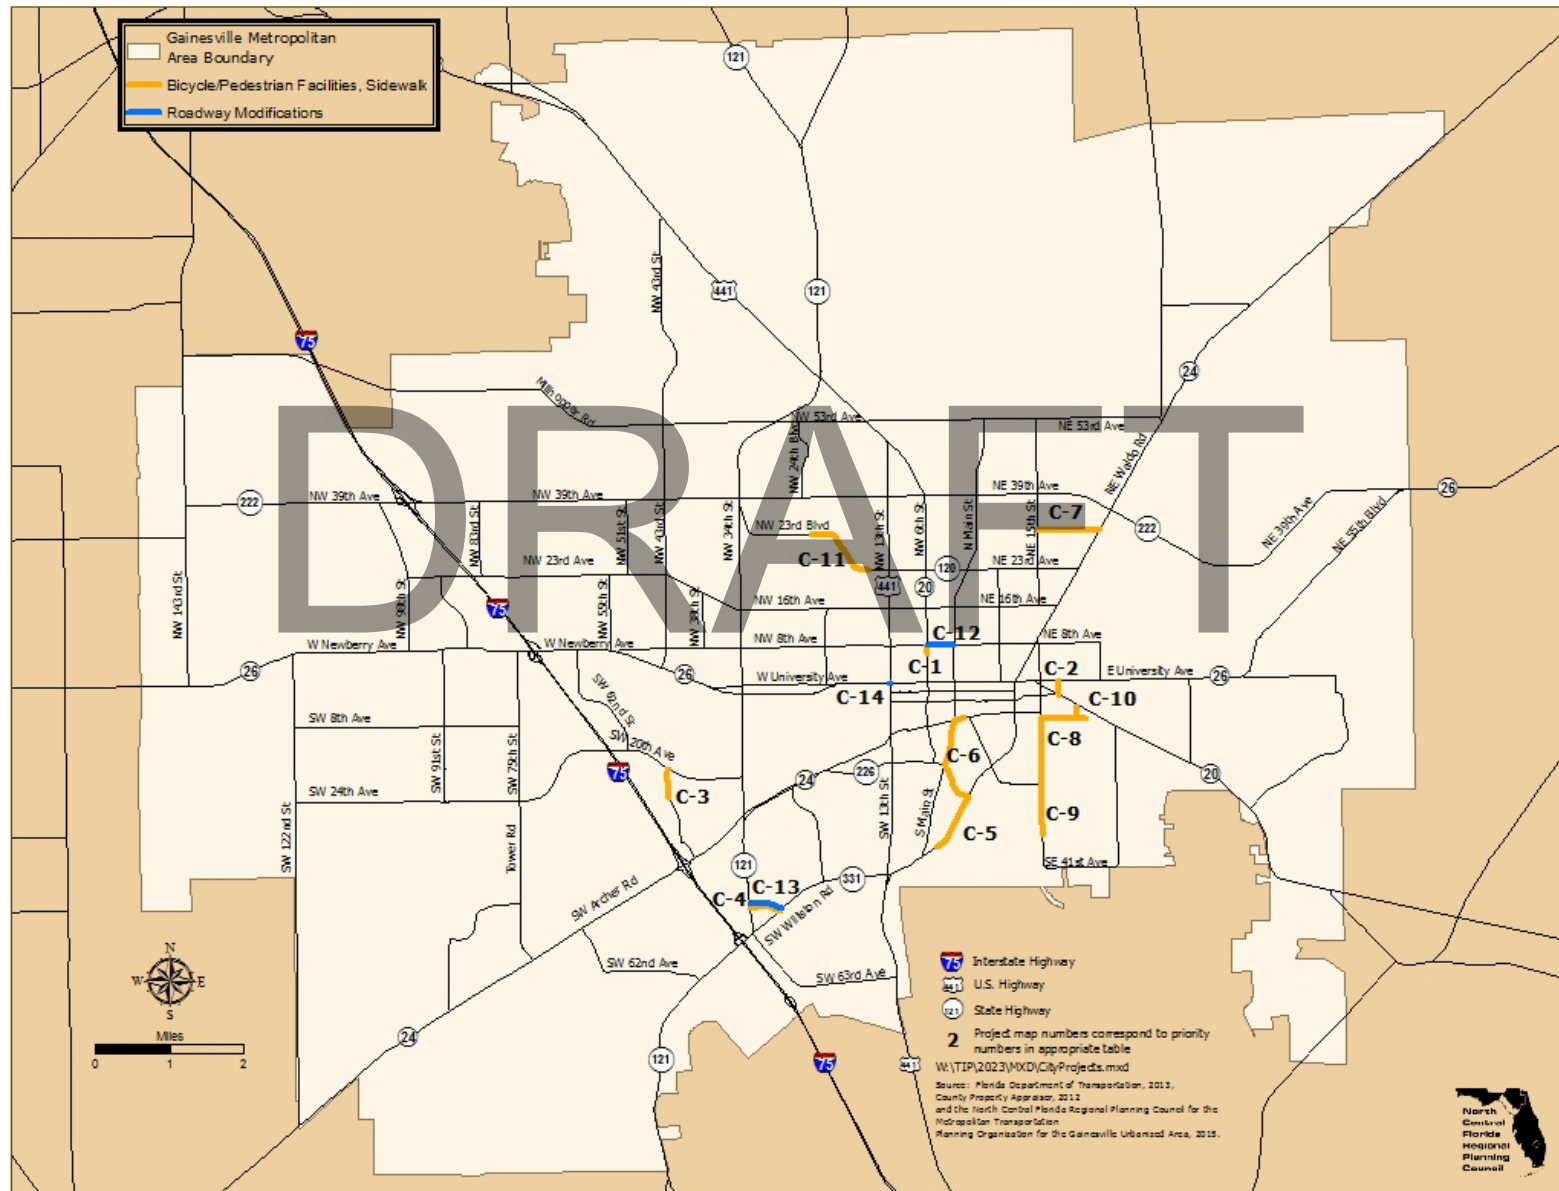 Gainesville Metropolitan
Area Boundary
Bicycle/Pedestrian Facilities, Sidewalk
Roadway Modifications
121
441
121
NW 43rd St
75
24
Millhopper Rd
NW 53rd Ave
NE 53rd Ave
DRAFT
NW 24th Blvd
NE Waldo Rd
222
NW 39th Ave
NW 39th Ave
NE 39th Ave
26
NW 83rd St
NW 51st St
NW 43rd St
NW 34th St
NW 23rd Blvd
NW 13th St
NW 6th St
N Main St
NE 15th St
C-7
222
NE 39th Ave
NE 55th Blvd
NW 23rd Ave
C-11
120
NE 23rd Ave
NW 143rd St
NW 98th St
75
NW 55th St
NW 38th St
NW 16th Ave
441
20
NE 16th Ave
W Newberry Ave
W Newberry Ave
NW 8th Ave
C-12
NE 8th Ave
26
26
W University Ave
C-1
C-2
E University Ave
26
C-14
C-10
SW 8th Ave
SW 62nd St
SW 20th Ave
C-8
SW 91st St
SW 75th St
C-6
75
24
226
20
SW 24th Ave
C-3
SW 122nd St
SW 13th St
S Main St
C-5
C-9
Tower Rd
121
331
SE 41st Ave
SW Archer Rd
C-4
C-13
SW Williston Rd
SW 62nd Ave
SW 63rd Ave
N
W
E
S
Miles
0
1
2
24
121
75
441
75
Interstate Highway
441
U.S. Highway
121
State Highway
2
Project map numbers correspond to priority
numbers in appropriate table
W:\TIP\2023\MXD\CityProjects.mxd
Source: Florida Department of Transportation, 2013,
County Property Appraiser, 2012
and the North Central Florida Regional Planning Council for the
Metropolitan Transportation
Planning Organization for the Gainesville Urbanized Area, 2013.
North
Central
Florida
Regional
Planning
Council